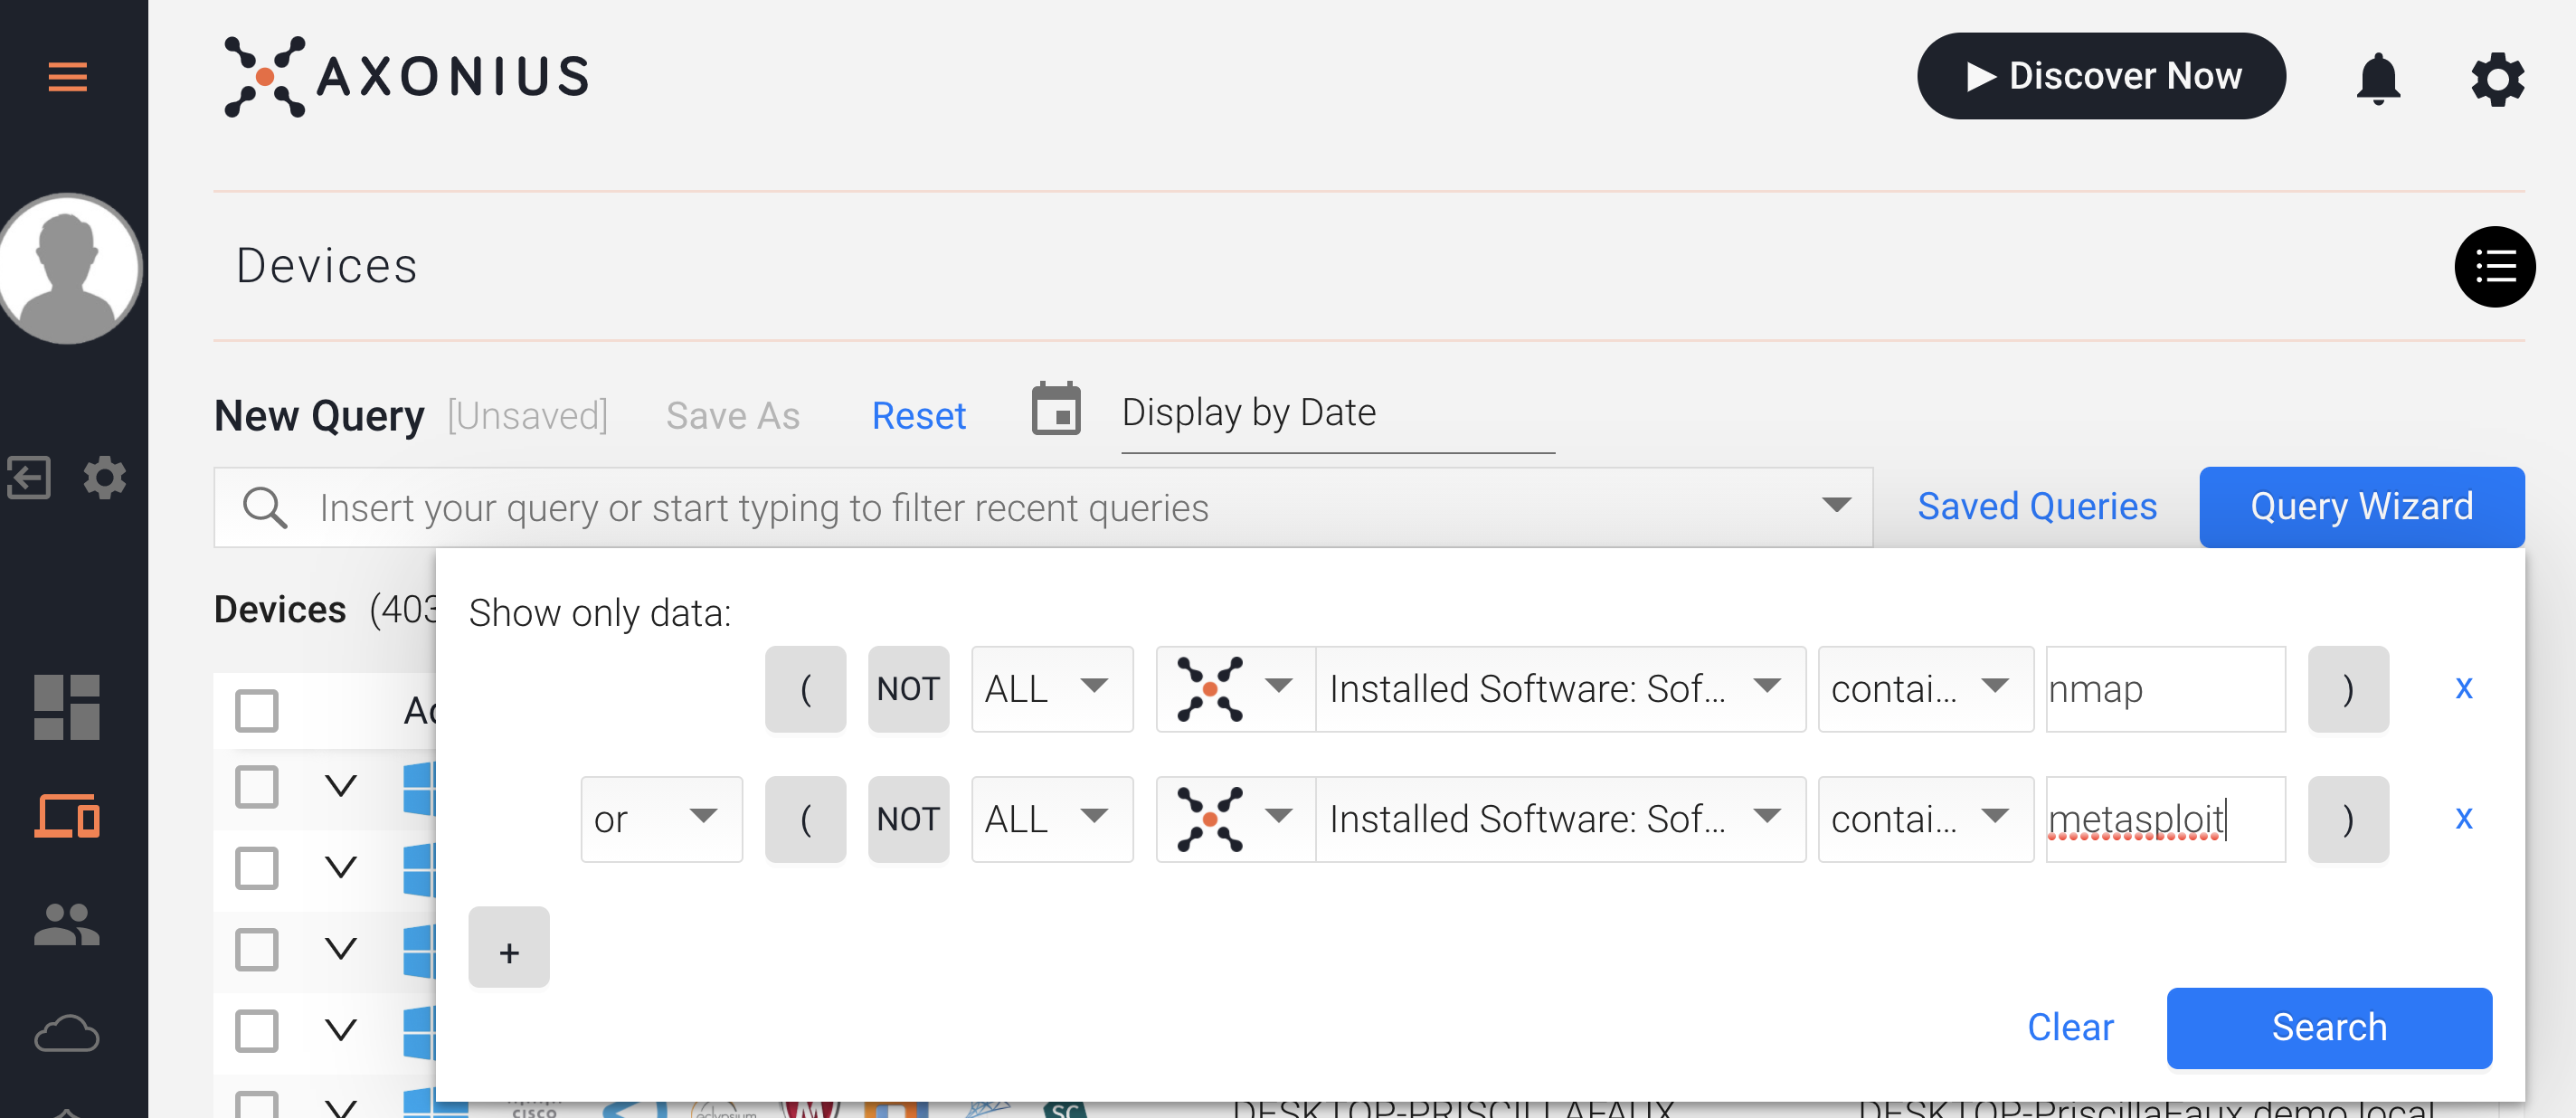 AXONIUS
Discover Now
Devices
New Query [Unsaved] Save As Reset Display by Date
Insert your query or start typing to filter recent queries
Saved Queries
Query Wizard
Devices (403
Show only data:
( NOT ALL Installed Software: Sof... contai... nmap ) x
or ( NOT ALL Installed Software: Sof... contai... metasploit ) x
+
Clear
Search
CISCO eclypsium SC DESKTOP-PRISCILLAFAUX DESKTOP-PriscillaFaux.demo.local